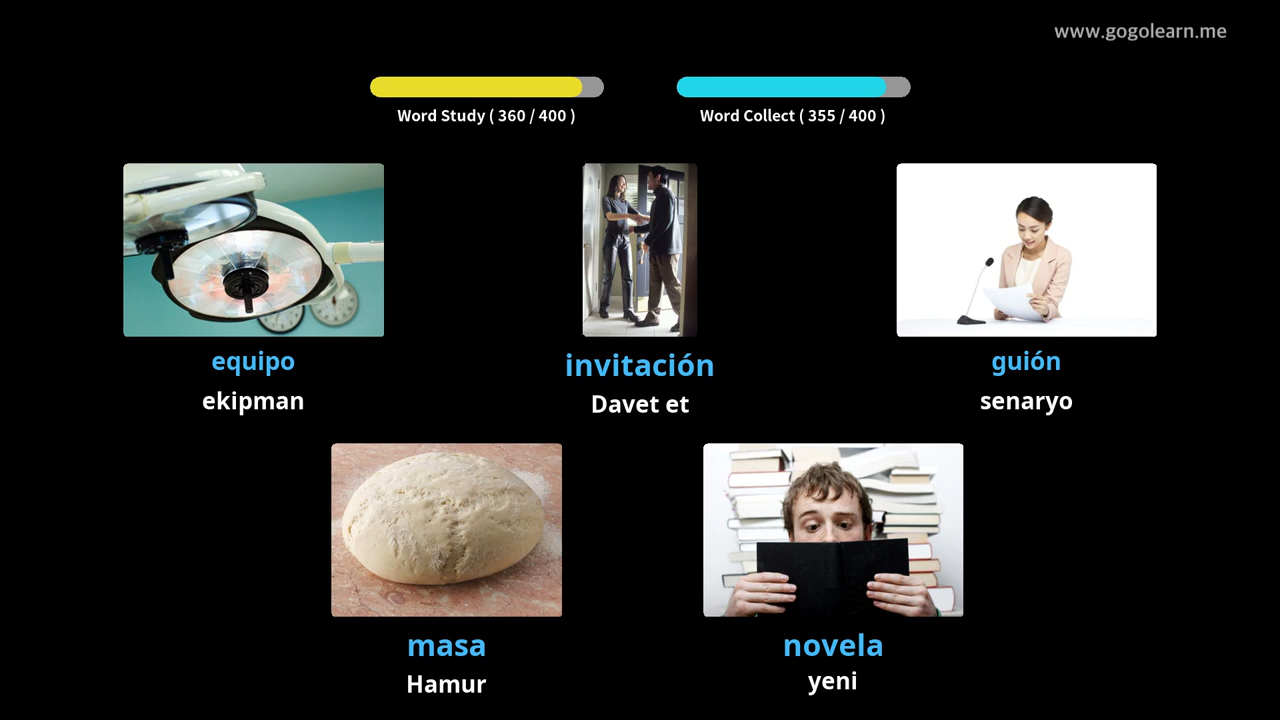 www.gogolearn.me
Word Study ( 360 / 400 )
Word Collect ( 355 / 400 )
equipo
ekipman
invitación
Davet et
guión
senaryo
masa
Hamur
novela
yeni